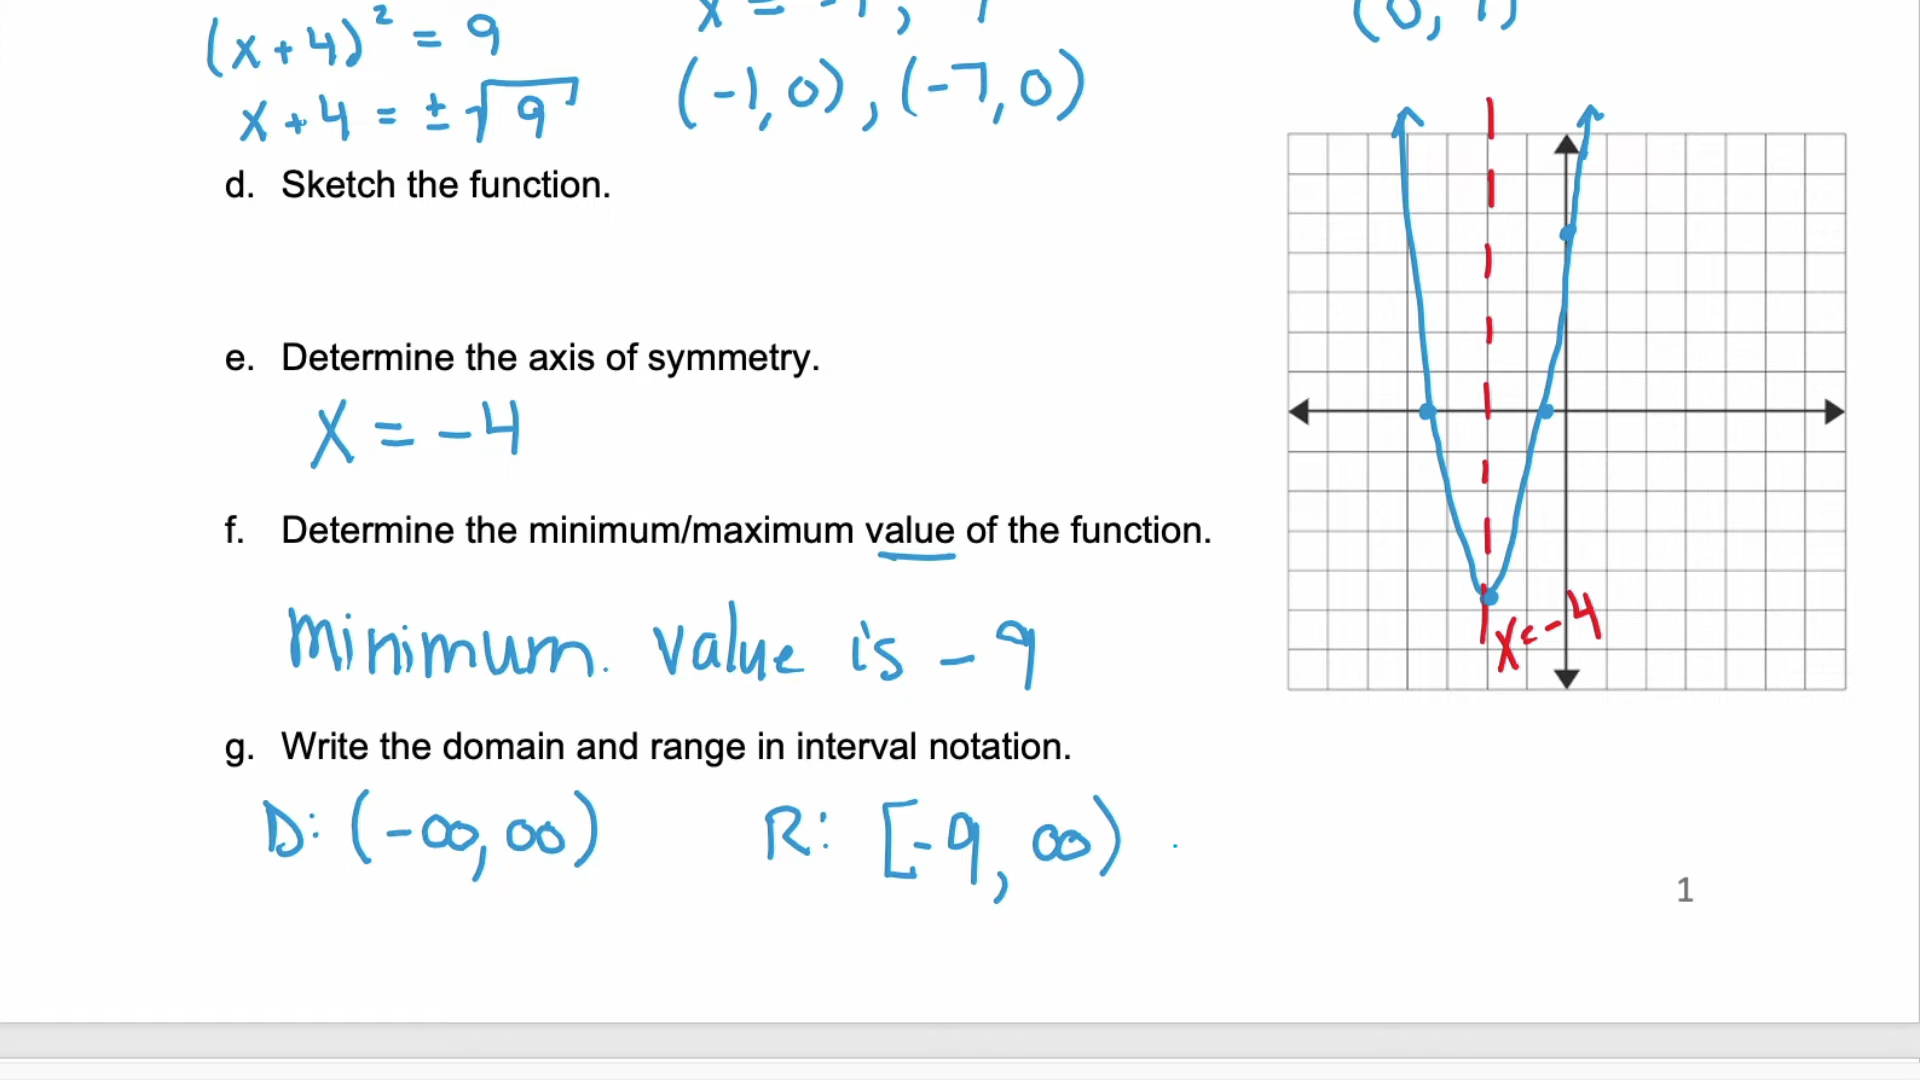 (x+4)² = 9
x+4 = ±√9
(-1,0), (-7,0)
d. Sketch the function.
e. Determine the axis of symmetry.
x = -4
f. Determine the minimum/maximum value of the function.
minimum. value is -9
g. Write the domain and range in interval notation.
D: (-∞, ∞) R: [-9, ∞)
x=-4
1